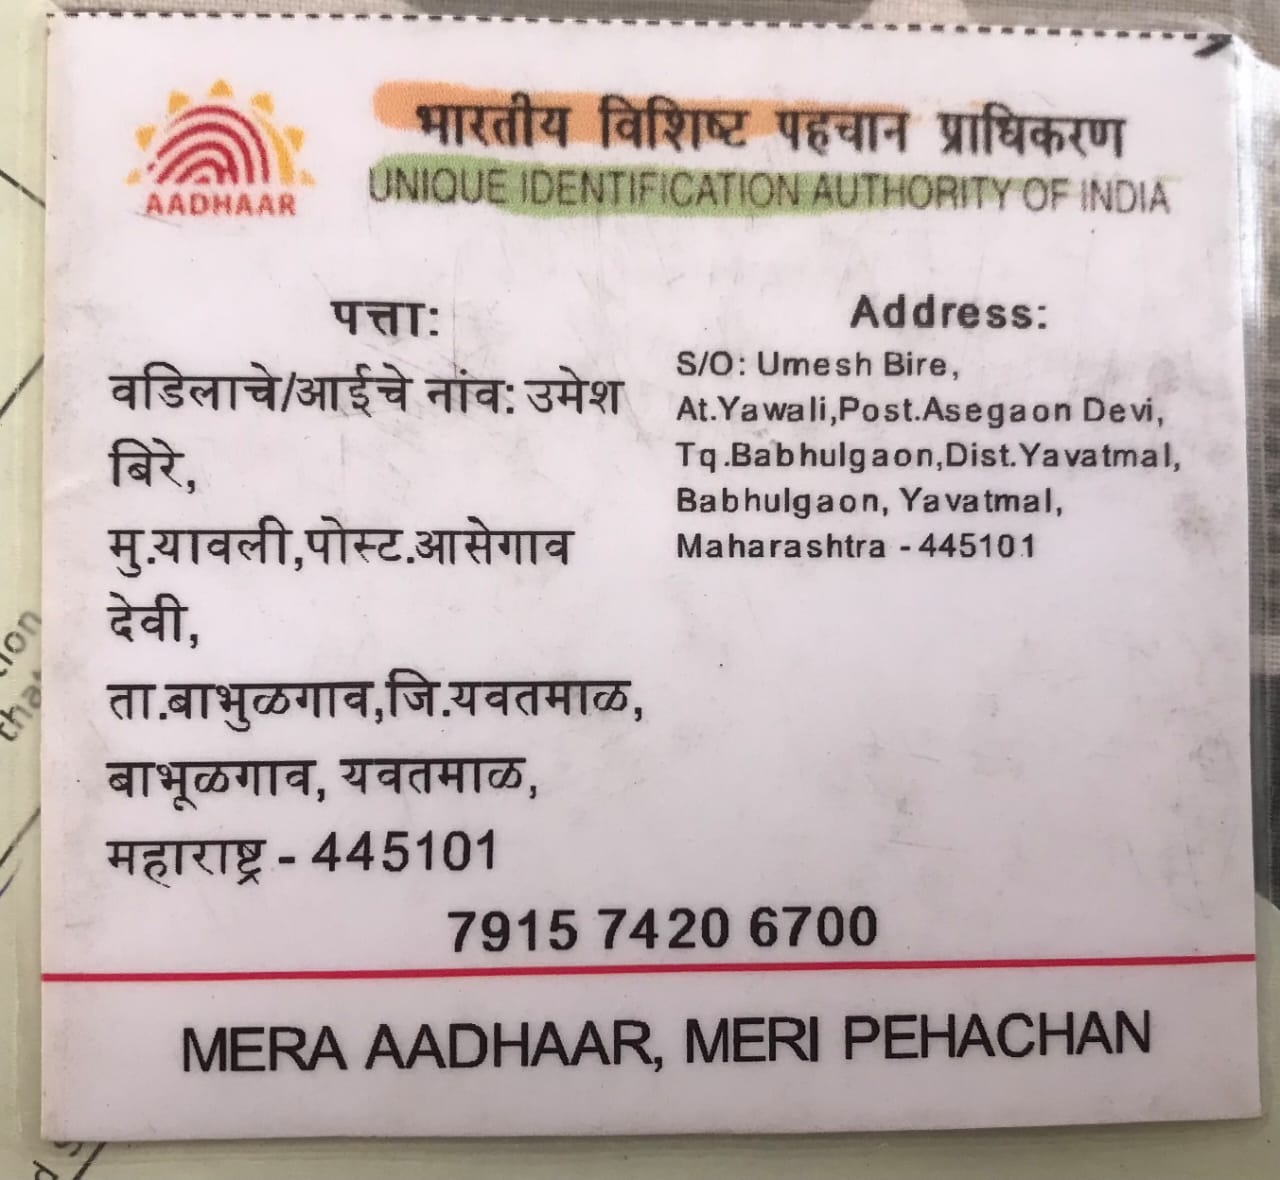 भारतीय विशिष्ट पहचान प्राधिकरण
AADHAAR
UNIQUE IDENTIFICATION AUTHORITY OF INDIA
पत्ता:
वडिलाचे/आईचे नांव: उमेश
बिरे,
मु.यावली,पोस्ट.आसेगाव
देवी,
ता.बाभुळगाव,जि.यवतमाळ,
बाभूळगाव, यवतमाळ,
महाराष्ट्र - 445101
Address:
S/O: Umesh Bire,
At.Yawali,Post.Asegaon Devi,
Tq.Babhulgaon,Dist.Yavatmal,
Babhulgaon, Yavatmal,
Maharashtra - 445101
7915 7420 6700
MERA AADHAAR, MERI PEHACHAN